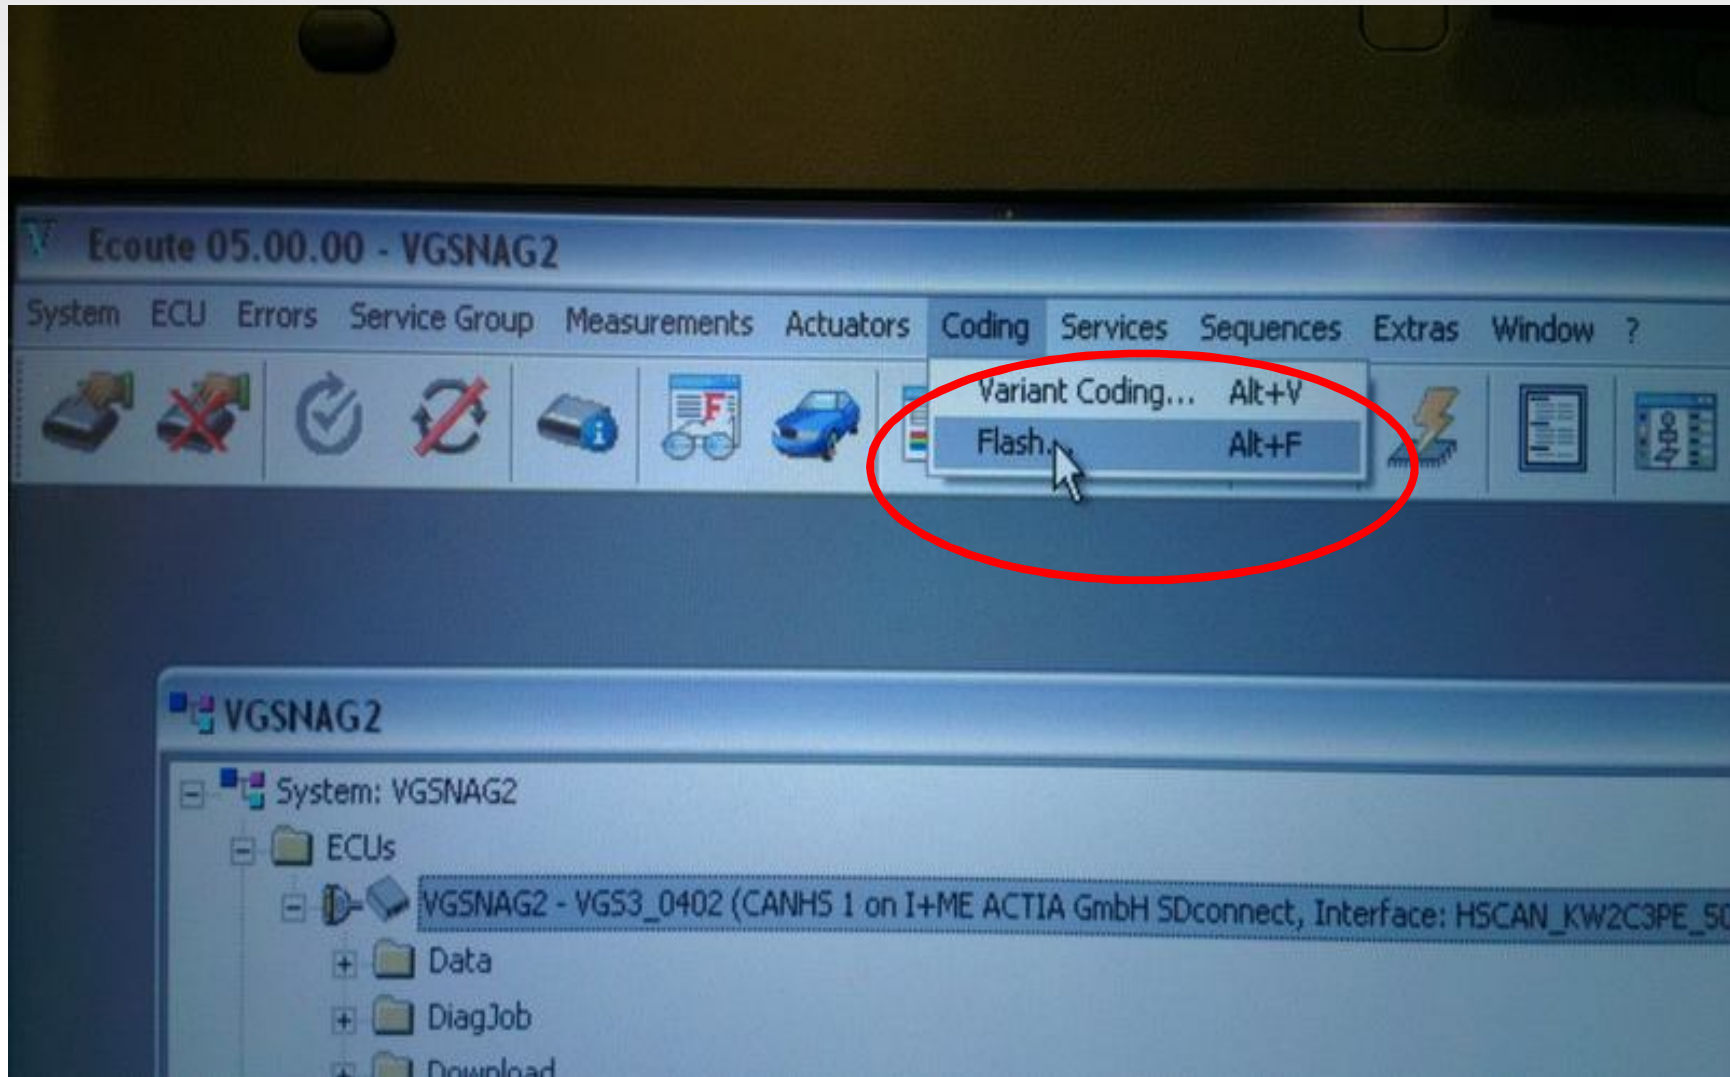 Ecoute 05.00.00 - VGSNAG2
System ECU Errors Service Group Measurements Actuators Coding Services Sequences Extras Window ?
Variant Coding... Alt+V
Flash... Alt+F
VGSNAG2
System: VGSNAG2
ECUs
VGSNAG2 - VGS3_0402 (CANHS 1 on I+ME ACTIA GmbH SDconnect, Interface: HSCAN_KW2C3PE_50
Data
DiagJob
Download